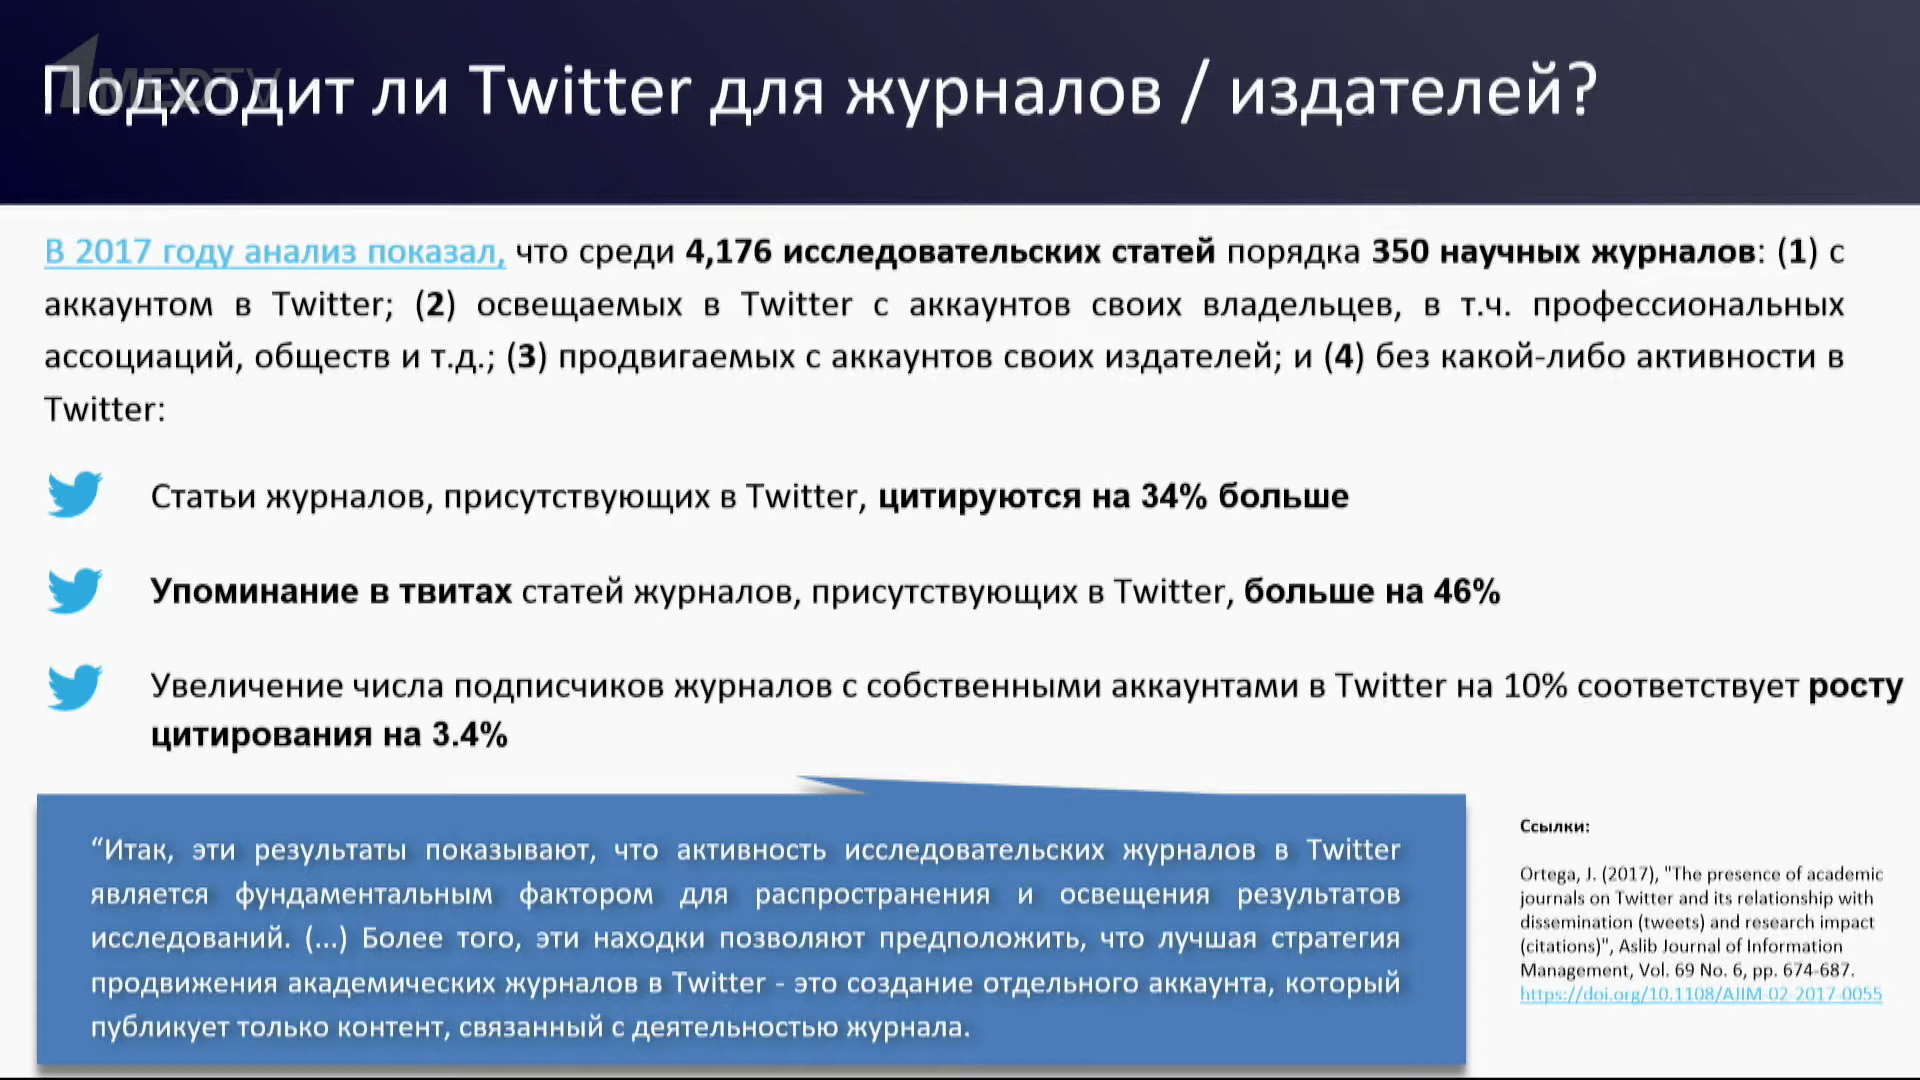 1MEDTV
Подходит ли Twitter для журналов / издателей?
В 2017 году анализ показал, что среди 4,176 исследовательских статей порядка 350 научных журналов: (1) с
аккаунтом в Twitter; (2) освещаемых в Twitter с аккаунтов своих владельцев, в т.ч. профессиональных
ассоциаций, обществ и т.д.; (3) продвигаемых с аккаунтов своих издателей; и (4) без какой-либо активности в
Twitter:
Статьи журналов, присутствующих в Twitter, цитируются на 34% больше
Упоминание в твитах статей журналов, присутствующих в Twitter, больше на 46%
Увеличение числа подписчиков журналов с собственными аккаунтами в Twitter на 10% соответствует росту
цитирования на 3.4%
“Итак, эти результаты показывают, что активность исследовательских журналов в Twitter
является фундаментальным фактором для распространения и освещения результатов
исследований. (...) Более того, эти находки позволяют предположить, что лучшая стратегия
продвижения академических журналов в Twitter - это создание отдельного аккаунта, который
публикует только контент, связанный с деятельностью журнала.
Ссылки:
Ortega, J. (2017), "The presence of academic
journals on Twitter and its relationship with
dissemination (tweets) and research impact
(citations)", Aslib Journal of Information
Management, Vol. 69 No. 6, pp. 674-687.
https://doi.org/10.1108/AJIM-02-2017-0055